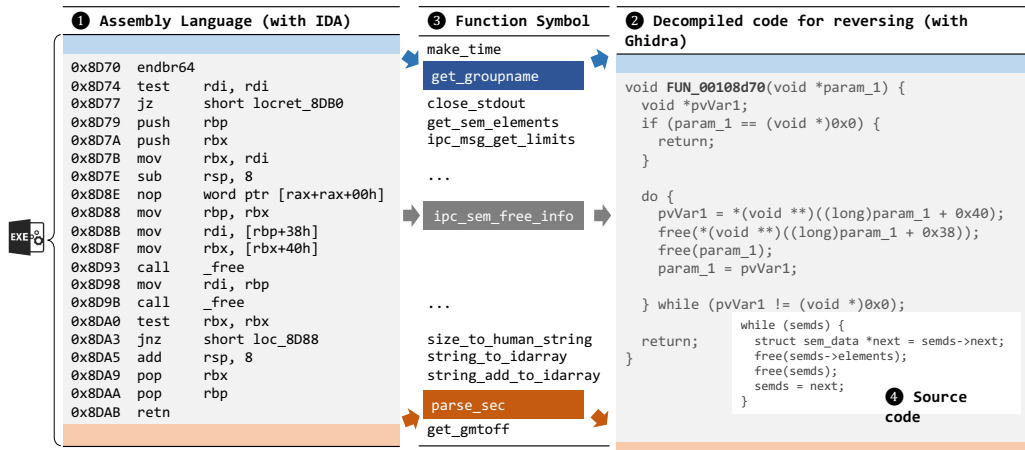 ❶ Assembly Language (with IDA)
0x8D70 endbr64
0x8D74 test rdi, rdi
0x8D77 jz short locret_8DB0
0x8D79 push rbp
0x8D7A push rbx
0x8D7B mov rbx, rdi
0x8D7E sub rsp, 8
0x8D8E nop word ptr [rax+rax+00h]
0x8D88 mov rbp, rbx
0x8D8B mov rdi, [rbp+38h]
0x8D8F mov rbx, [rbx+40h]
0x8D93 call _free
0x8D98 mov rdi, rbp
0x8D9B call _free
0x8DA0 test rbx, rbx
0x8DA3 jnz short loc_8D88
0x8DA5 add rsp, 8
0x8DA9 pop rbx
0x8DAA pop rbp
0x8DAB retn
EXE
❸ Function Symbol
make_time
get_groupname
close_stdout
get_sem_elements
ipc_msg_get_limits
...
ipc_sem_free_info
...
size_to_human_string
string_to_idarray
string_add_to_idarray
parse_sec
get_gmtoff
❷ Decompiled code for reversing (with
Ghidra)
void FUN_00108d70(void *param_1) {
void *pvVar1;
if (param_1 == (void *)0x0) {
return;
}
do {
pvVar1 = *(void **)((long)param_1 + 0x40);
free(*(void **)((long)param_1 + 0x38));
free(param_1);
param_1 = pvVar1;
} while (pvVar1 != (void *)0x0);
return;
}
while (semds) {
struct sem_data *next = semds->next;
free(semds->elements);
free(semds);
semds = next;
}
❹ Source
code